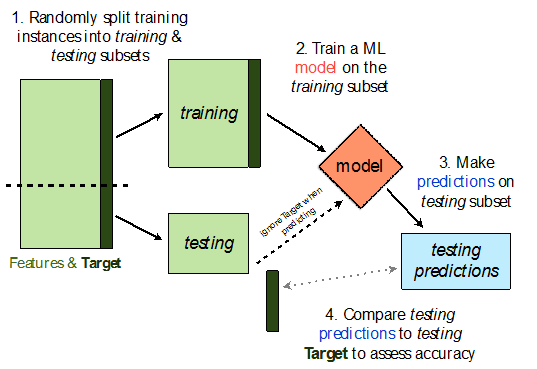 1. Randomly split training
instances into training &
testing subsets
2. Train a ML
model on the
training subset
training
model
3. Make
predictions on
testing subset
Ignore Target when
predicting
testing
testing
predictions
Features & Target
4. Compare testing
predictions to testing
Target to assess accuracy